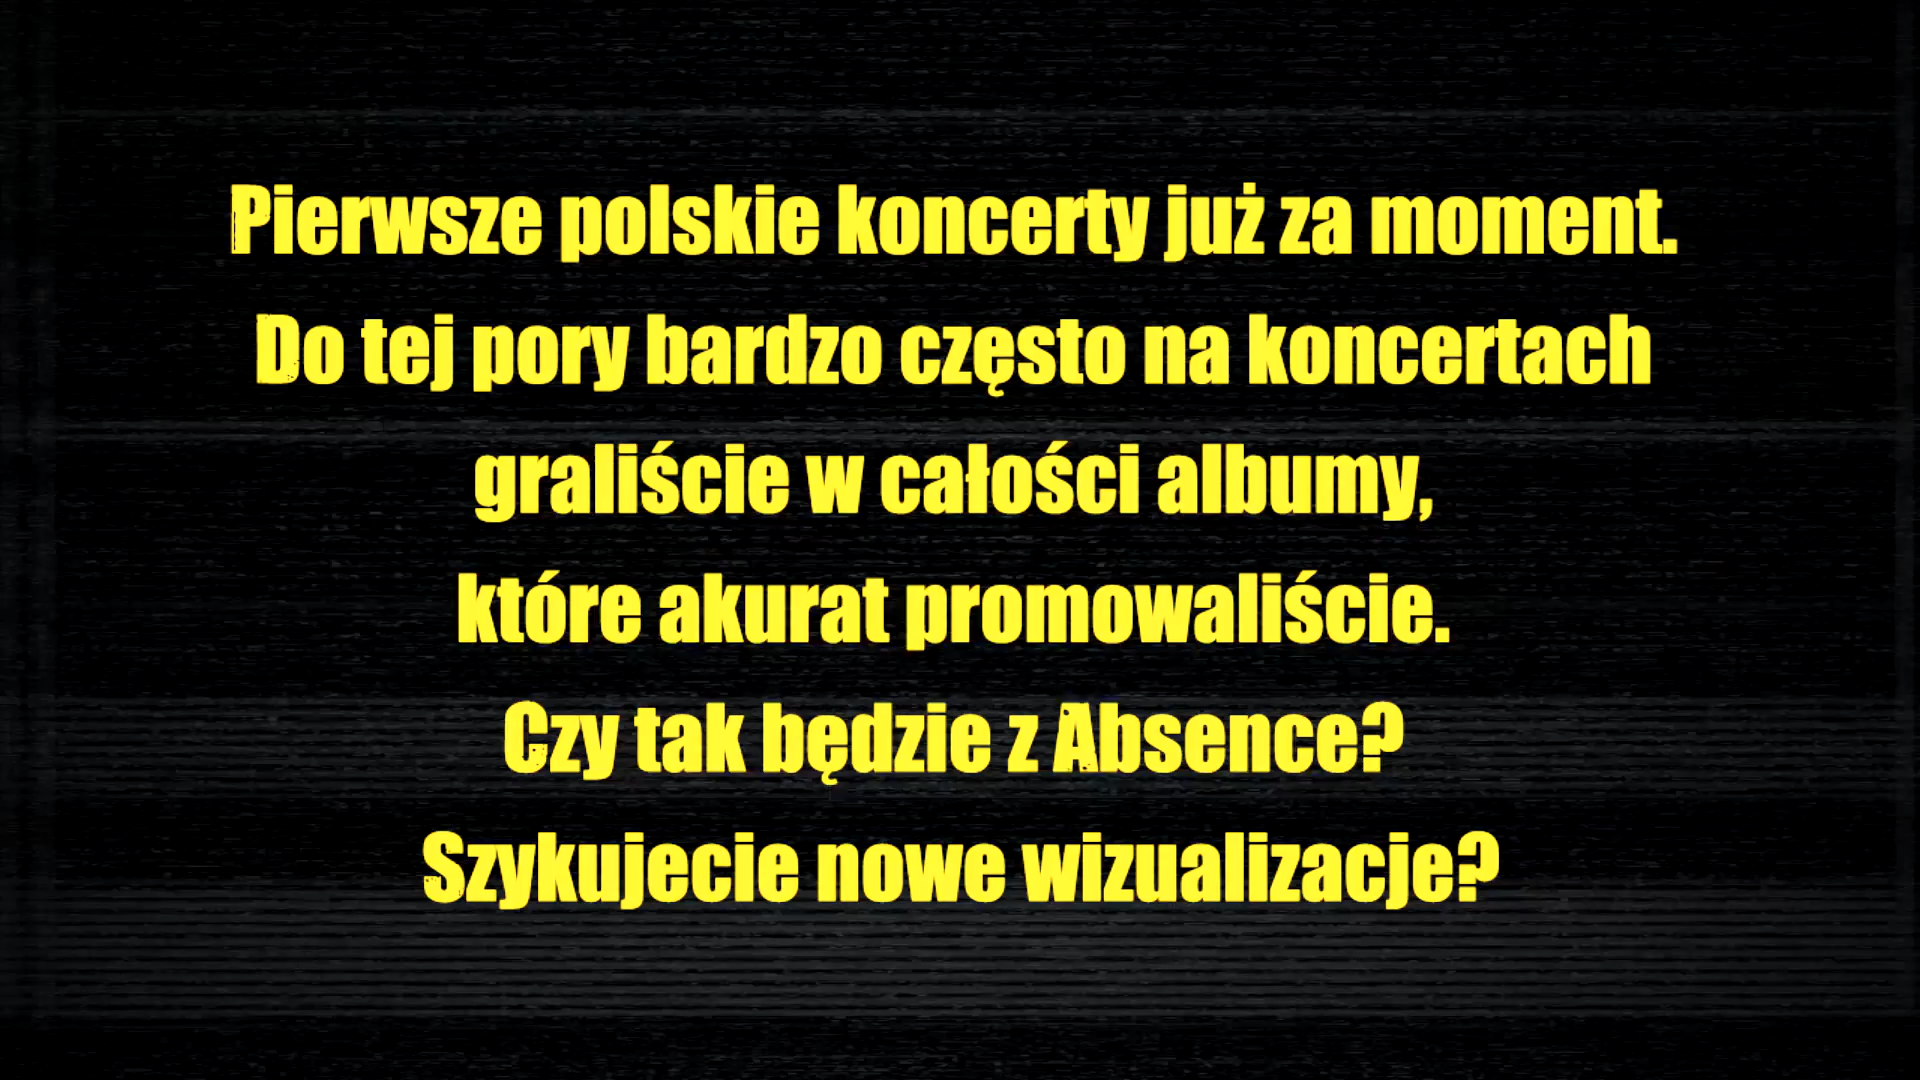 Pierwsze polskie koncerty już za moment.
Do tej pory bardzo często na koncertach
graliście w całości albumy,
które akurat promowaliście.
Czy tak będzie z Absence?
Szykujecie nowe wizualizacje?